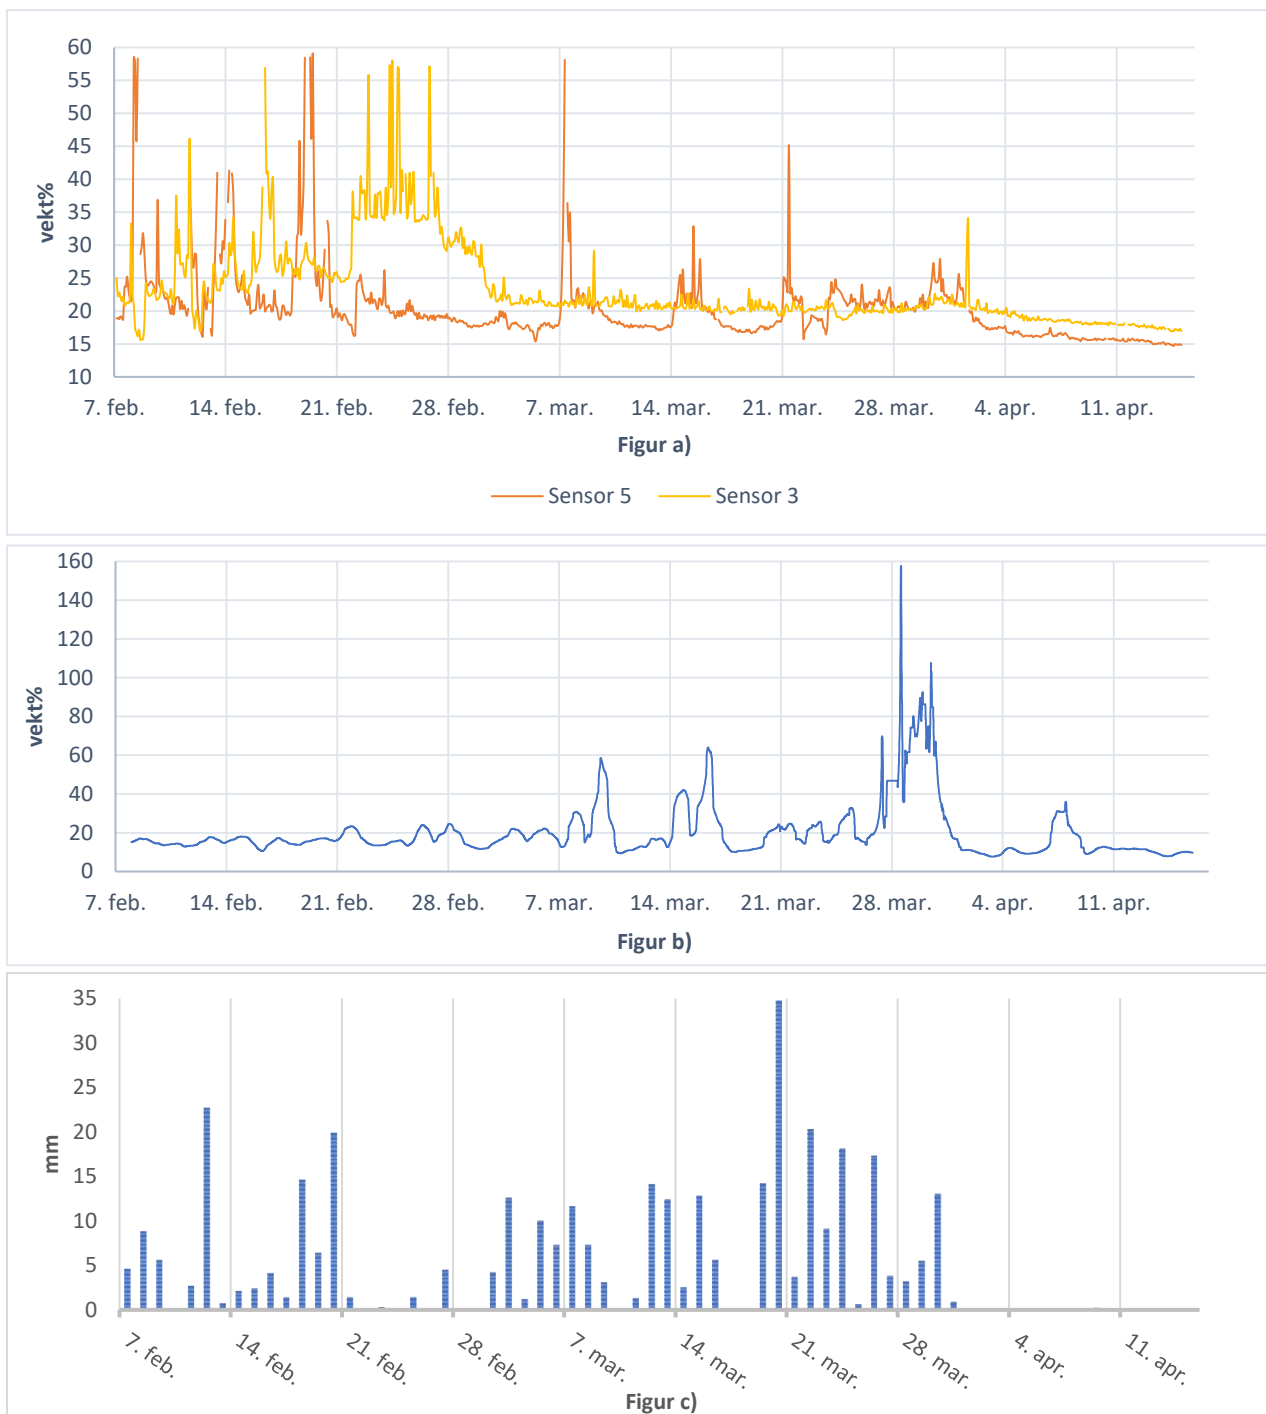 60
55
50
45
40
35
30
25
20
15
10
vekt%
7. feb. 14. feb. 21. feb. 28. feb. 7. mar. 14. mar. 21. mar. 28. mar. 4. apr. 11. apr.
Figur a)
Sensor 5 Sensor 3
160
140
120
100
80
60
40
20
0
vekt%
7. feb. 14. feb. 21. feb. 28. feb. 7. mar. 14. mar. 21. mar. 28. mar. 4. apr. 11. apr.
Figur b)
35
30
25
20
15
10
5
0
mm
7. feb. 14. feb. 21. feb. 28. feb. 7. mar. 14. mar. 21. mar. 28. mar. 4. apr. 11. apr.
Figur c)